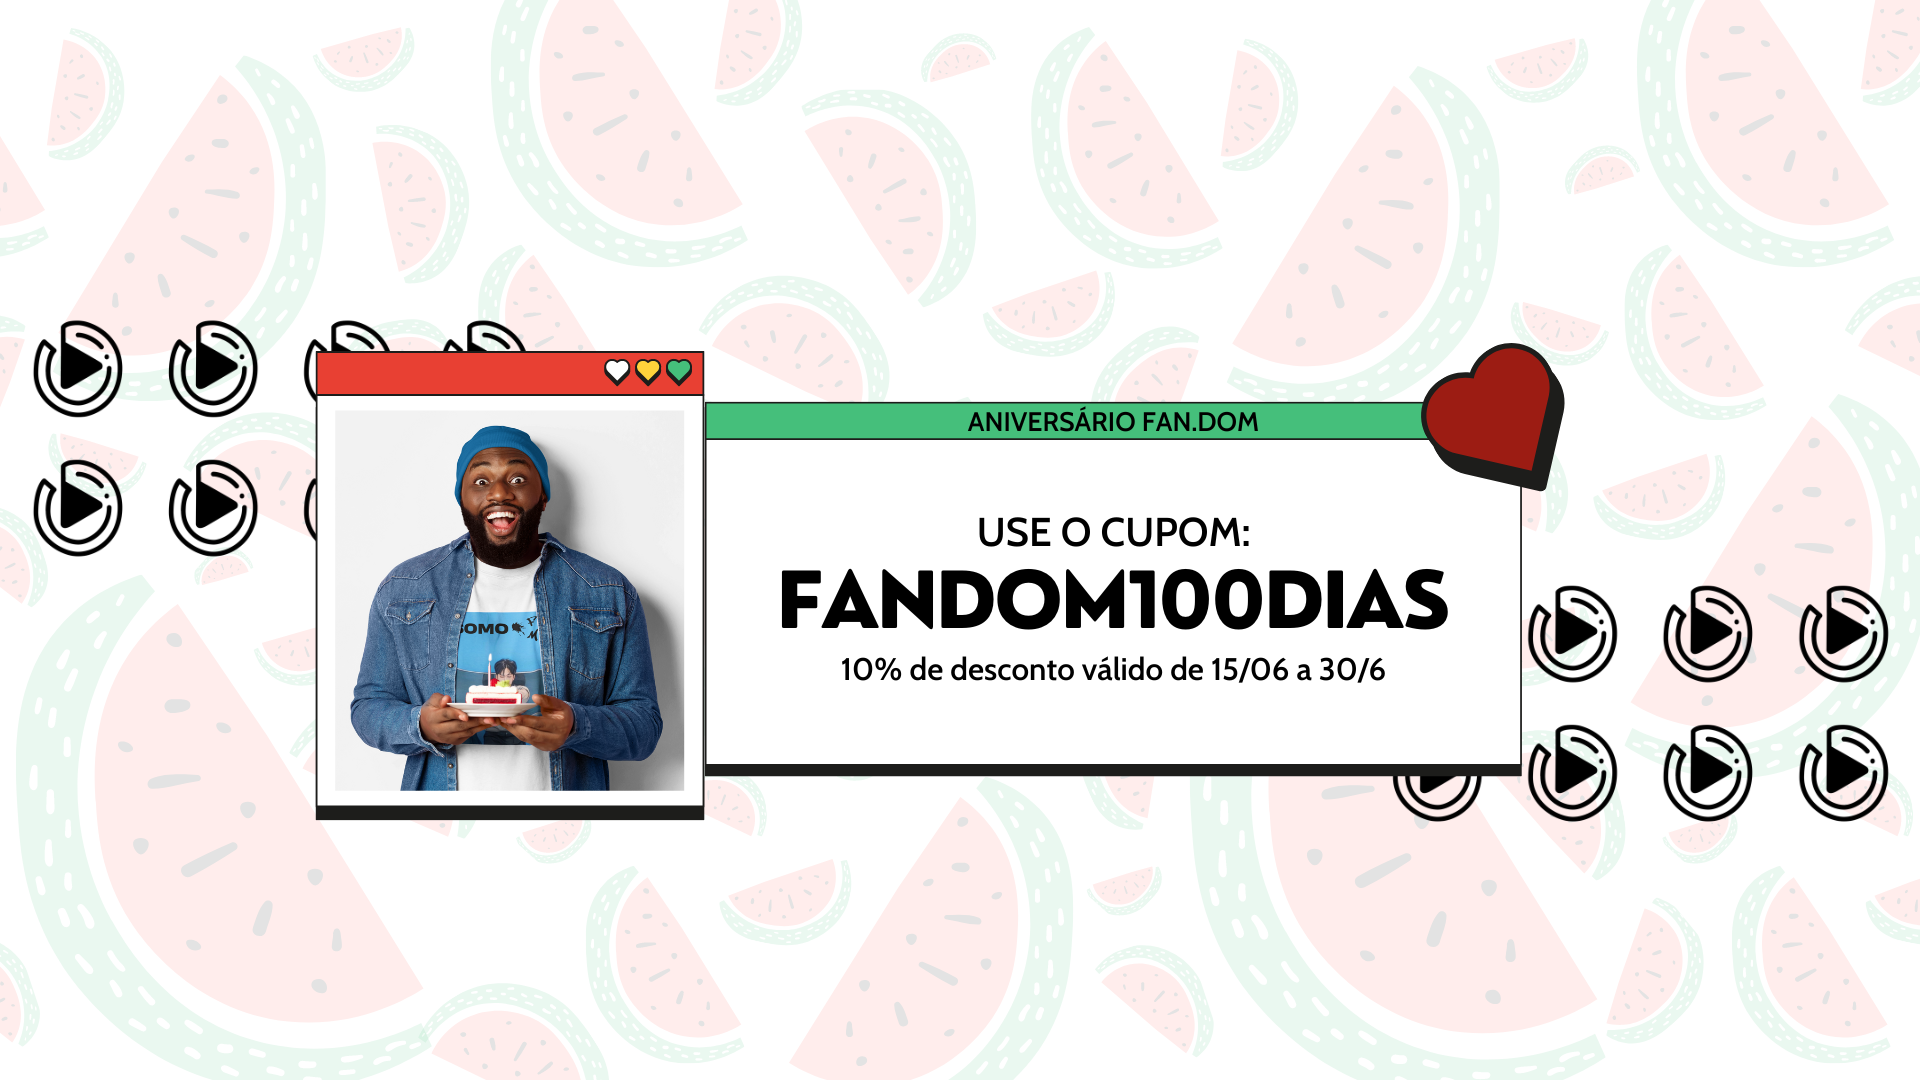 ANIVERSÁRIO FAN.DOM
USE O CUPOM:
FANDOM100DIAS
10% de desconto válido de 15/06 a 30/6